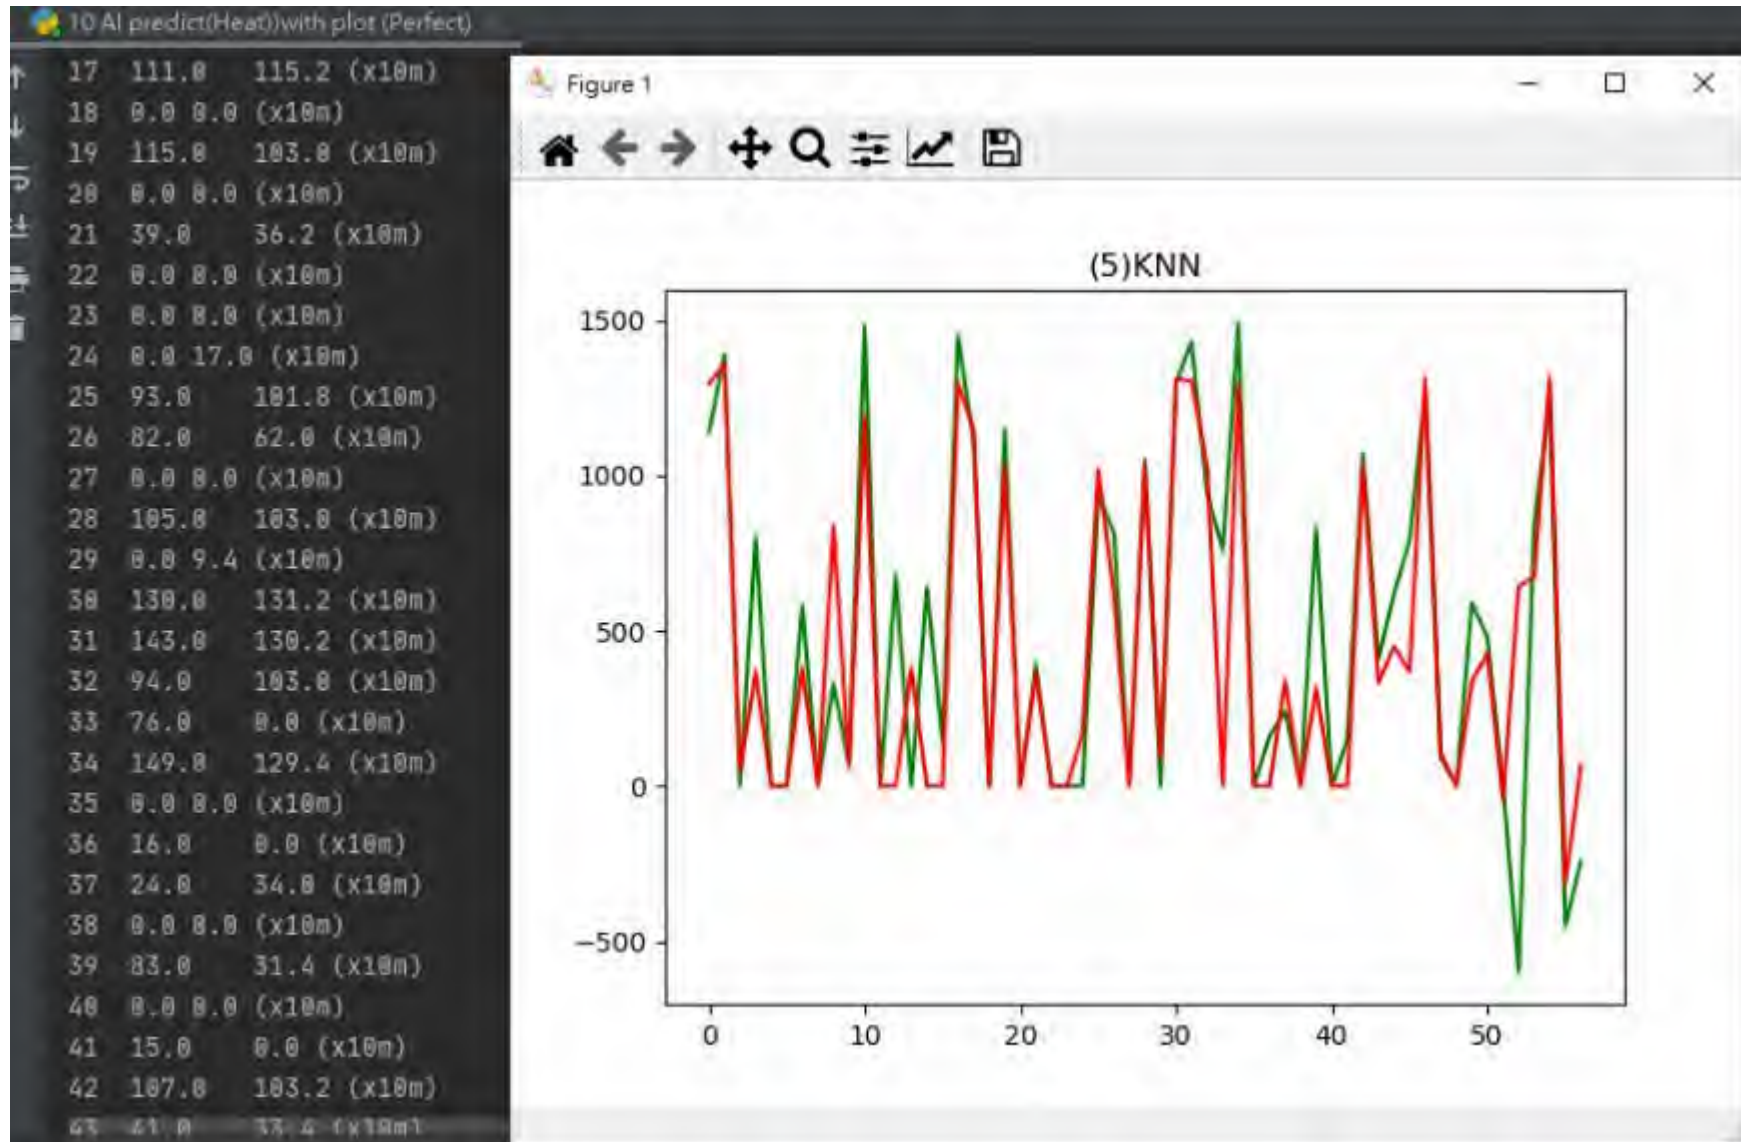 10 AI predict(Heat))with plot (Perfect)
17 111.0 115.2 (x10m)
18 0.0 0.0 (x10m)
19 115.0 103.0 (x10m)
20 0.0 0.0 (x10m)
21 39.0 36.2 (x10m)
22 0.0 0.0 (x10m)
23 0.0 0.0 (x10m)
24 0.0 17.0 (x10m)
25 93.0 101.8 (x10m)
26 82.0 62.0 (x10m)
27 0.0 0.0 (x10m)
28 105.0 103.0 (x10m)
29 0.0 9.4 (x10m)
30 130.0 131.2 (x10m)
31 143.0 130.2 (x10m)
32 94.0 103.0 (x10m)
33 76.0 0.0 (x10m)
34 149.0 129.4 (x10m)
35 0.0 0.0 (x10m)
36 16.0 0.0 (x10m)
37 24.0 34.0 (x10m)
38 0.0 0.0 (x10m)
39 83.0 31.4 (x10m)
40 0.0 0.0 (x10m)
41 15.0 0.0 (x10m)
42 107.0 103.2 (x10m)
43 41.0 33.4 (x10m)
Figure 1
(5)KNN
1500
1000
500
0
−500
0 10 20 30 40 50